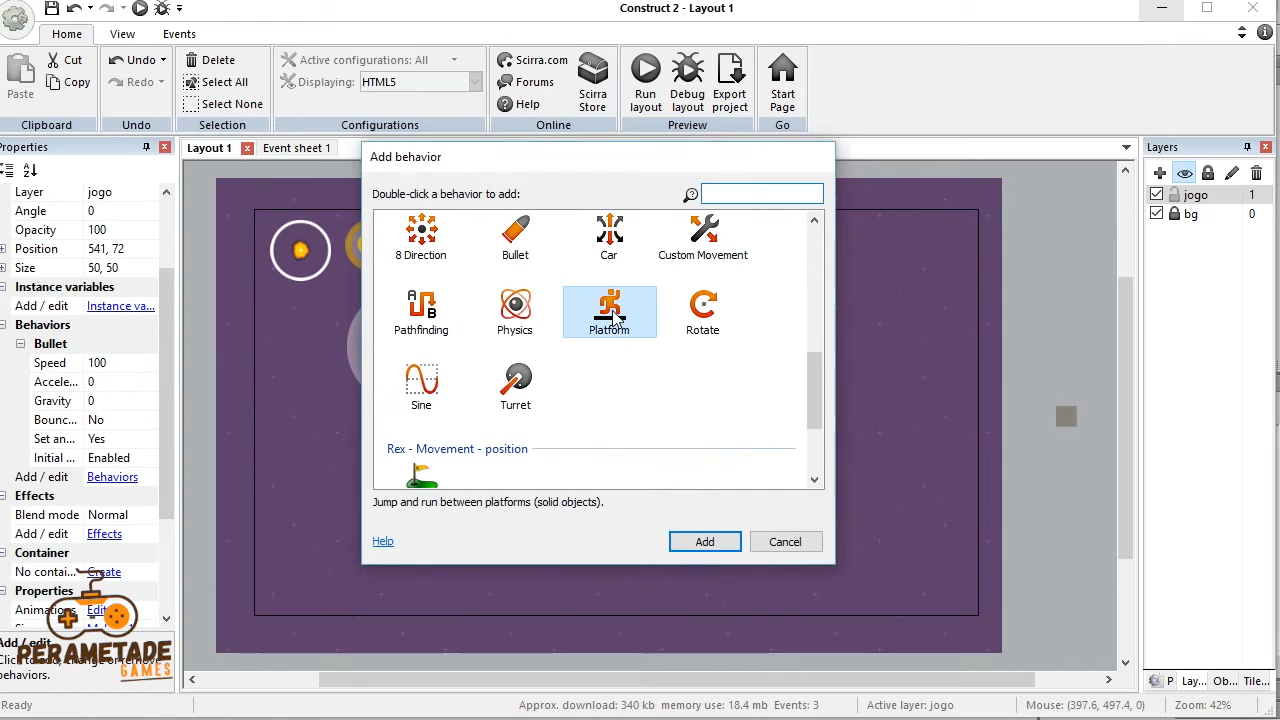 Construct 2 - Layout 1
Home
View
Events
Paste
Cut
Copy
Clipboard
Undo
Redo
Undo
Delete
Select All
Select None
Selection
Active configurations: All
Displaying:
HTML5
Configurations
Scirra.com
Forums
Help
Scirra Store
Online
Run layout
Debug layout
Export project
Preview
Start Page
Go
Properties
Layer jogo
Angle 0
Opacity 100
Position 541, 72
Size 50, 50
Instance variables
Add / edit Instance va...
Behaviors
Bullet
Speed 100
Accele... 0
Gravity 0
Bounc... No
Set an... Yes
Initial ... Enabled
Add / edit Behaviors
Effects
Blend mode Normal
Add / edit Effects
Container
No contai... Create
Properties
Animations
Add / edit
behaviors.
PERAMETADE
GAMES
Layout 1
Event sheet 1
Add behavior
Double-click a behavior to add:
8 Direction
Bullet
Car
Custom Movement
Pathfinding
Physics
Platform
Rotate
Sine
Turret
Rex - Movement - position
Jump and run between platforms (solid objects).
Help
Add
Cancel
Layers
jogo 1
bg 0
P
Lay...
Ob...
Tile...
Ready
Approx. download: 340 kb
memory use: 18.4 mb
Events: 3
Active layer: jogo
Mouse: (397.6, 497.4, 0)
Zoom: 42%